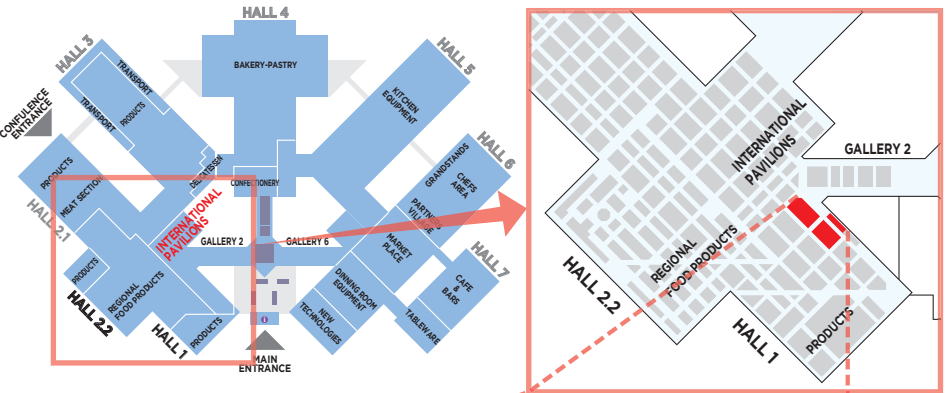 HALL 4
HALL 3
HALL 5
BAKERY-PASTRY
TRANSPORT
TRANSPORT
PRODUCTS
KITCHEN
EQUIPMENT
CONFULENCE
ENTRANCE
HALL 6
GRANDSTANDS
CHEFS
AREA
PRODUCTS
MEAT SECTION
DELICATESSEN
CONFECTIONERY
PARTNERS
VILLAGE
HALL 2.1
INTERNATIONAL
PAVILIONS
GALLERY 2
GALLERY 6
MARKET
PLACE
HALL 7
PRODUCTS
REGIONAL
FOOD PRODUCTS
DINNING ROOM
EQUIPMENT
CAFE
&
BARS
HALL 2.2
HALL 1
PRODUCTS
NEW
TECHNOLOGIES
TABLEWARE
MAIN
ENTRANCE
INTERNATIONAL
PAVILIONS
GALLERY 2
REGIONAL
FOOD PRODUCTS
HALL 2.2
HALL 1
PRODUCTS